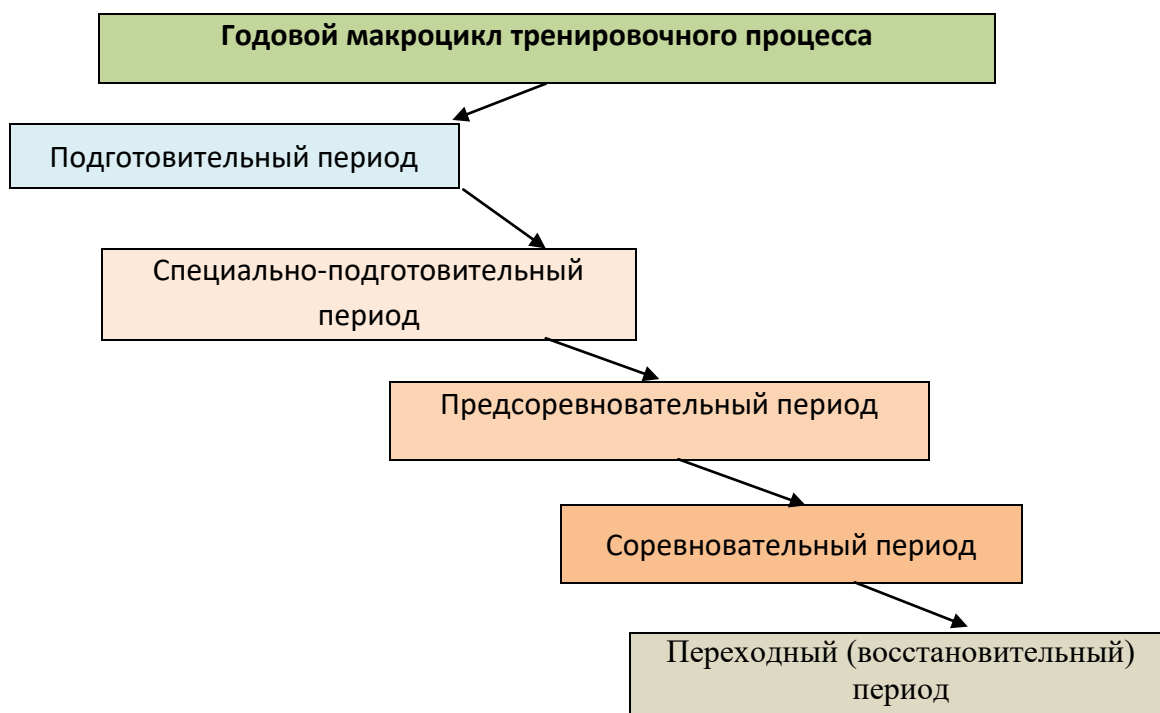 Годовой макроцикл тренировочного процесса
Подготовительный период
Специально-подготовительный
период
Предсоревновательный период
Соревновательный период
Переходный (восстановительный)
период